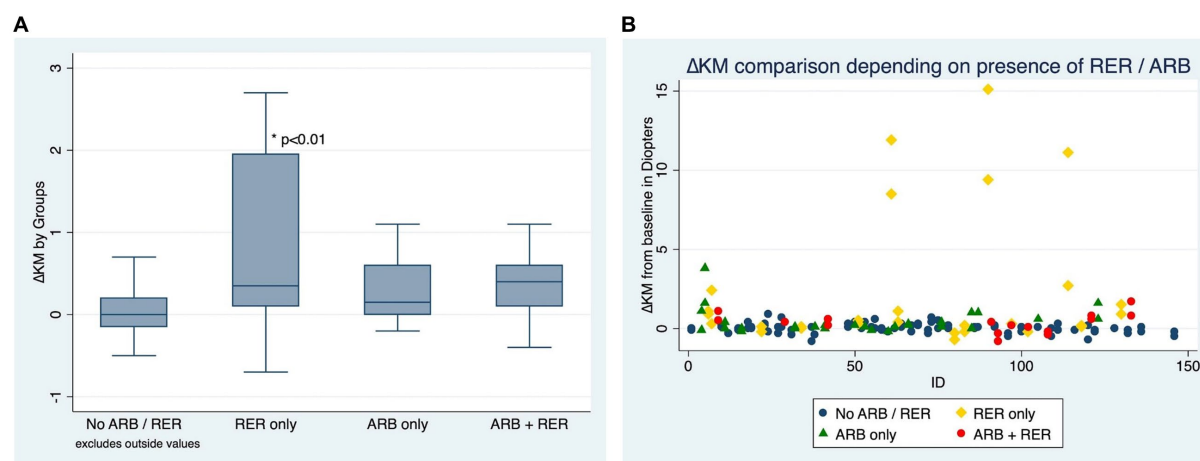 A
ΔKM by Groups
3
2
1
0
-1
* p<0.01
No ARB / RER
RER only
ARB only
ARB + RER
excludes outside values
B
ΔKM comparison depending on presence of RER / ARB
ΔKM from baseline in Diopters
15
10
5
0
0
50
100
150
ID
No ARB / RER
RER only
ARB only
ARB + RER